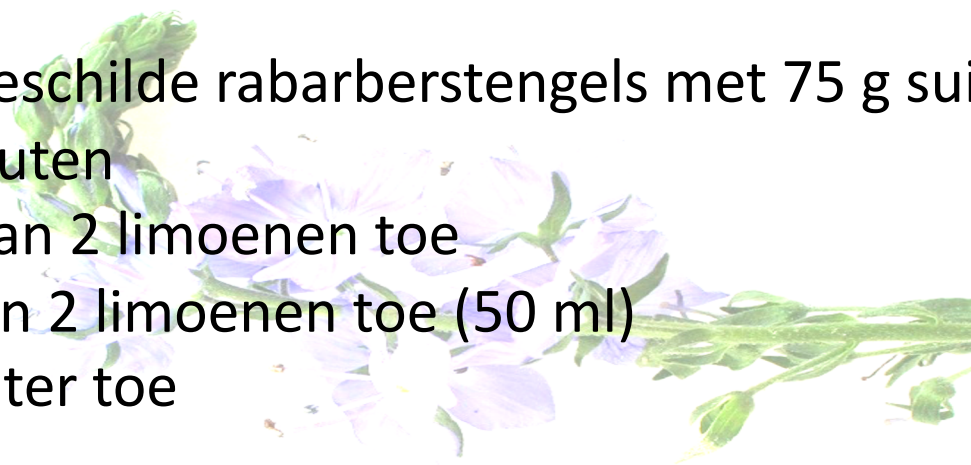 eschilde rabarberstengels met 75 g sui
uten
an 2 limoenen toe
n 2 limoenen toe (50 ml)
ter toe